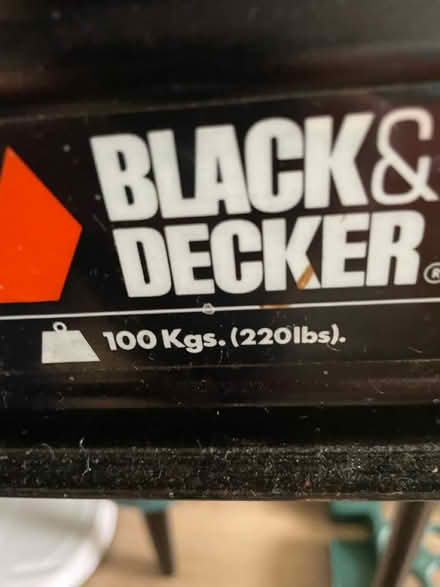 BLACK&
DECKER®
100 Kgs. (220lbs).